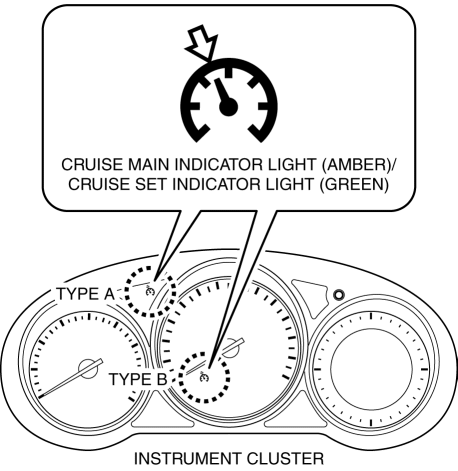 CRUISE MAIN INDICATOR LIGHT (AMBER)/
CRUISE SET INDICATOR LIGHT (GREEN)
TYPE A
TYPE B
INSTRUMENT CLUSTER